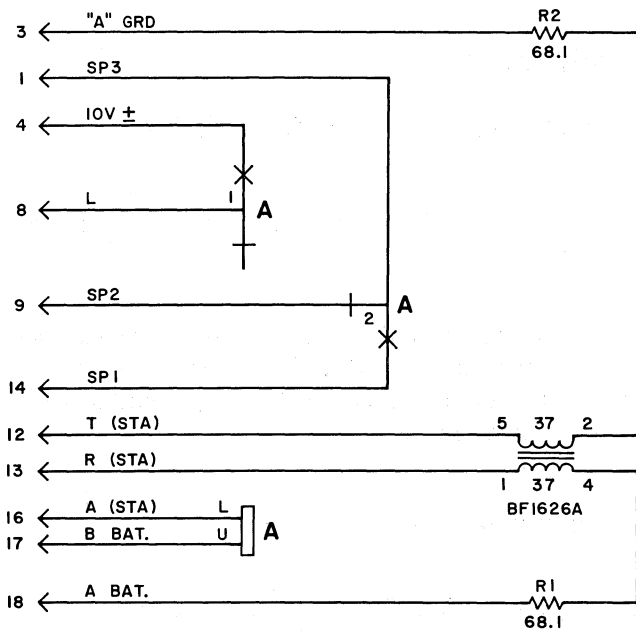 "A" GRD R2
3
68.1
SP3
1
10V ±
4
1
L A
8
SP2 A
9
2
SP1
14
T (STA) 5 37 2
12
R (STA)
13
1 37 4
BF1626A
A (STA) L
16
B BAT. U A
17
A BAT. R1
18
68.1